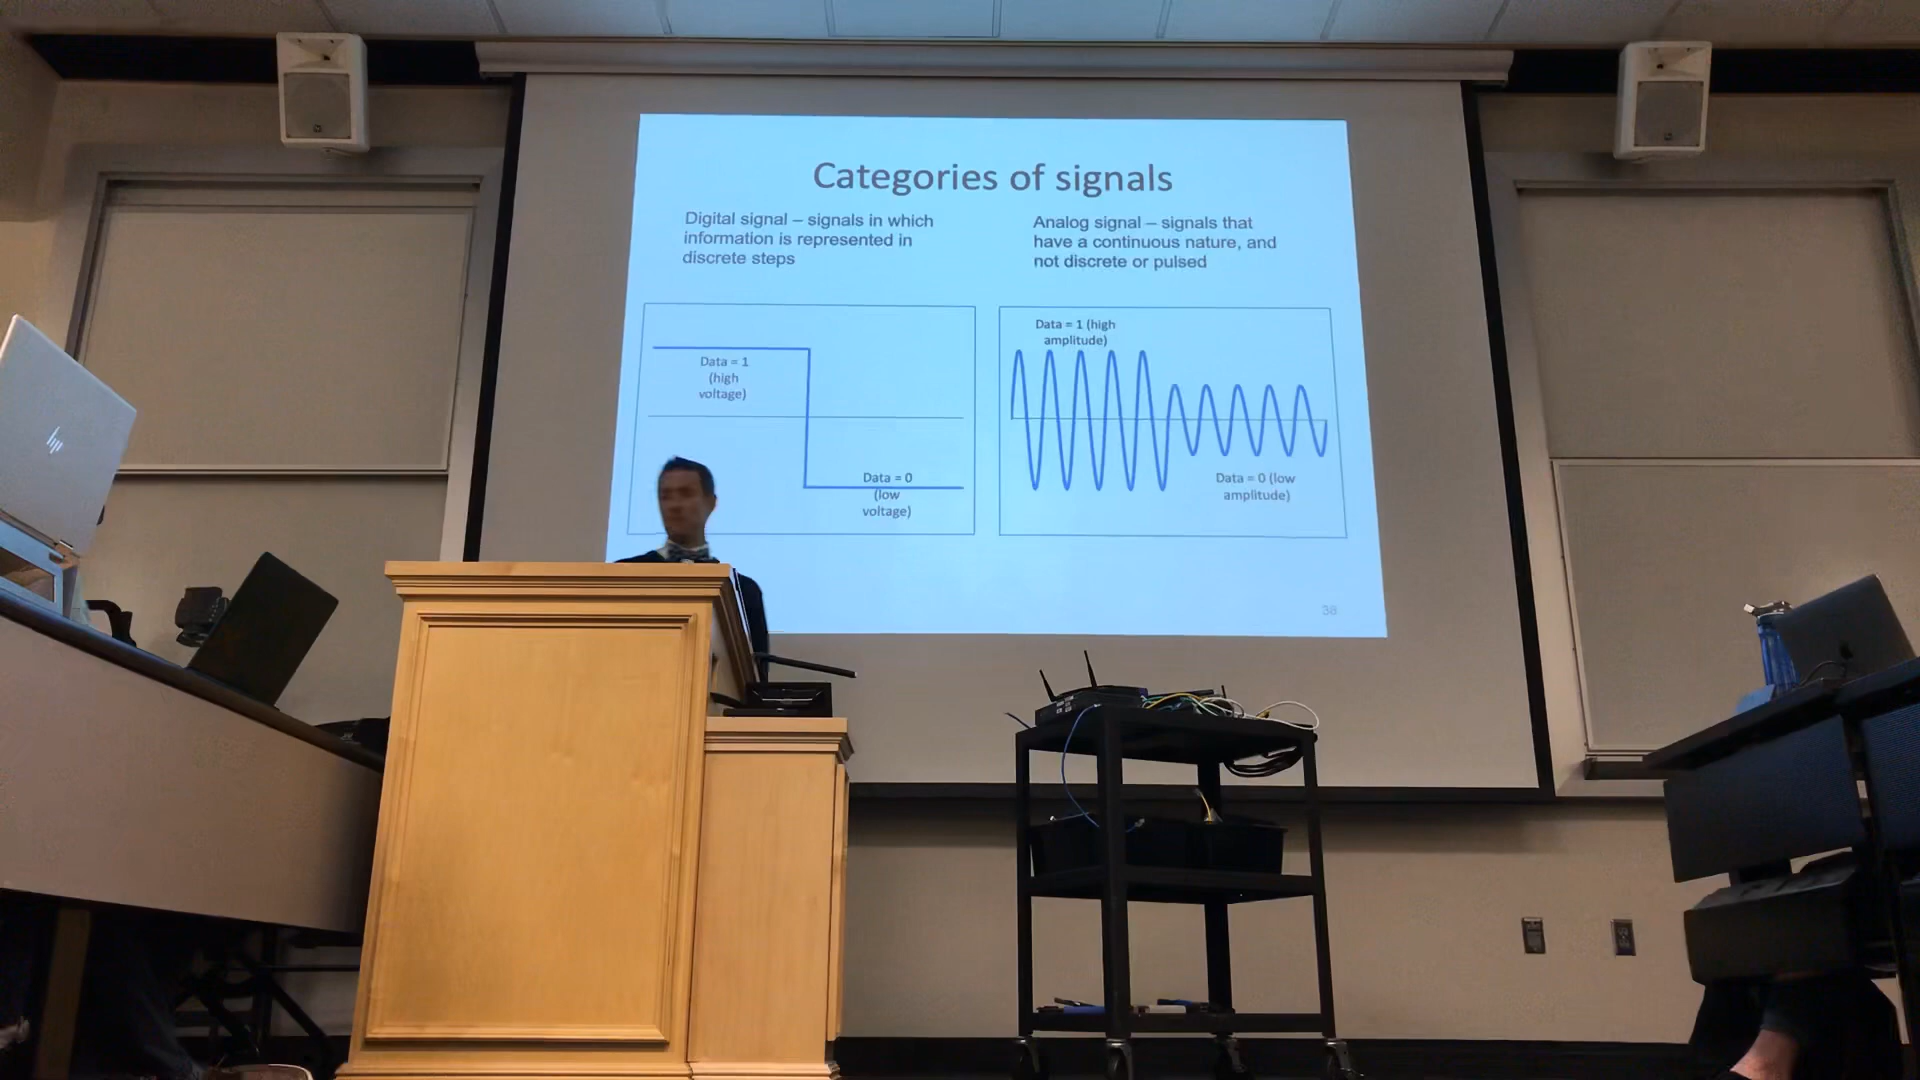 Categories of signals
Digital signal – signals in which
information is represented in
discrete steps
Analog signal – signals that
have a continuous nature, and
not discrete or pulsed
Data = 1
(high
voltage)
Data = 0
(low
voltage)
Data = 1 (high
amplitude)
Data = 0 (low
amplitude)
38
hp